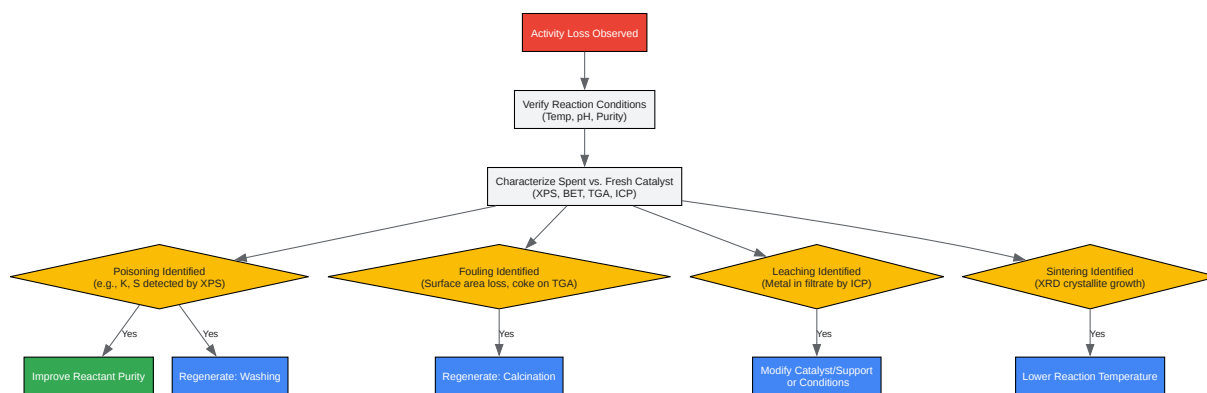 Activity Loss Observed
Verify Reaction Conditions
(Temp, pH, Purity)
Characterize Spent vs. Fresh Catalyst
(XPS, BET, TGA, ICP)
Poisoning Identified
(e.g., K, S detected by XPS)
Fouling Identified
(Surface area loss, coke on TGA)
Leaching Identified
(Metal in filtrate by ICP)
Sintering Identified
(XRD crystallite growth)
Yes
Yes
Yes
Yes
Yes
Improve Reactant Purity
Regenerate: Washing
Regenerate: Calcination
Modify Catalyst/Support
or Conditions
Lower Reaction Temperature